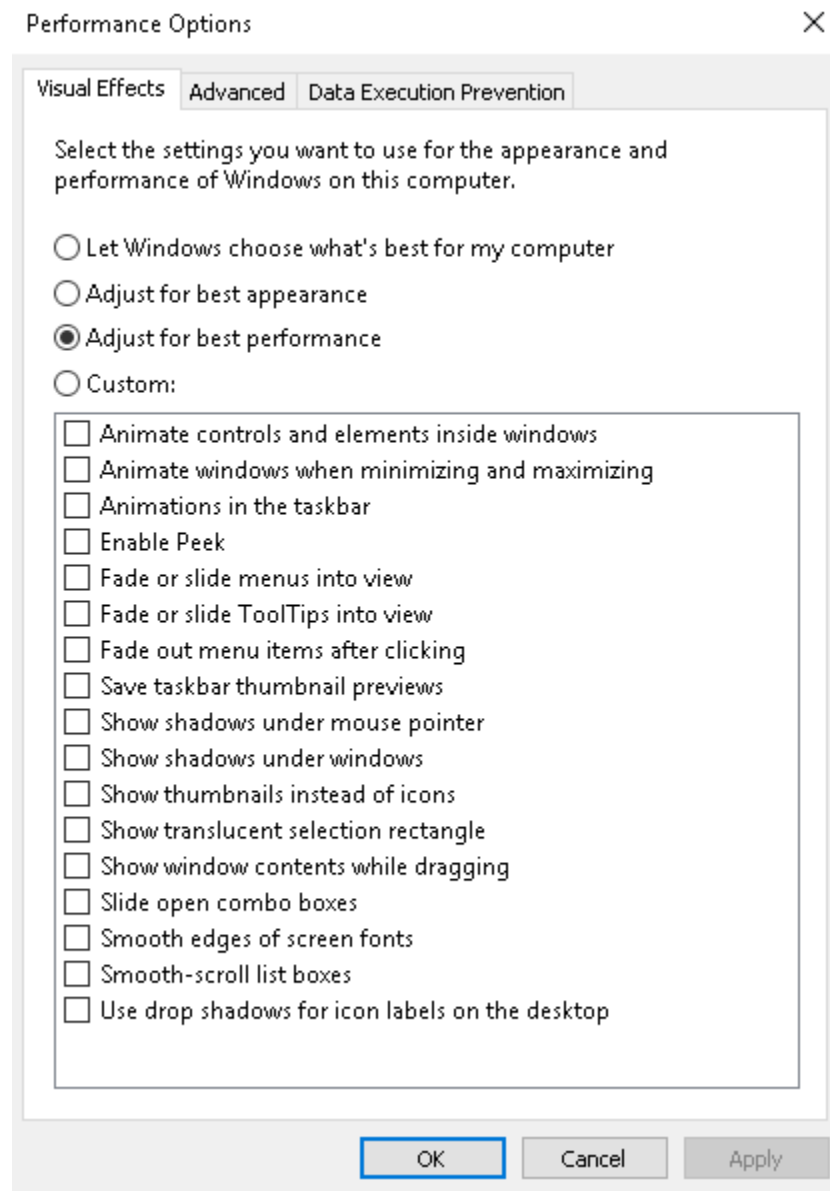 Performance Options
Visual Effects
Advanced
Data Execution Prevention
Select the settings you want to use for the appearance and
performance of Windows on this computer.
Let Windows choose what's best for my computer
Adjust for best appearance
Adjust for best performance
Custom:
Animate controls and elements inside windows
Animate windows when minimizing and maximizing
Animations in the taskbar
Enable Peek
Fade or slide menus into view
Fade or slide ToolTips into view
Fade out menu items after clicking
Save taskbar thumbnail previews
Show shadows under mouse pointer
Show shadows under windows
Show thumbnails instead of icons
Show translucent selection rectangle
Show window contents while dragging
Slide open combo boxes
Smooth edges of screen fonts
Smooth-scroll list boxes
Use drop shadows for icon labels on the desktop
OK
Cancel
Apply